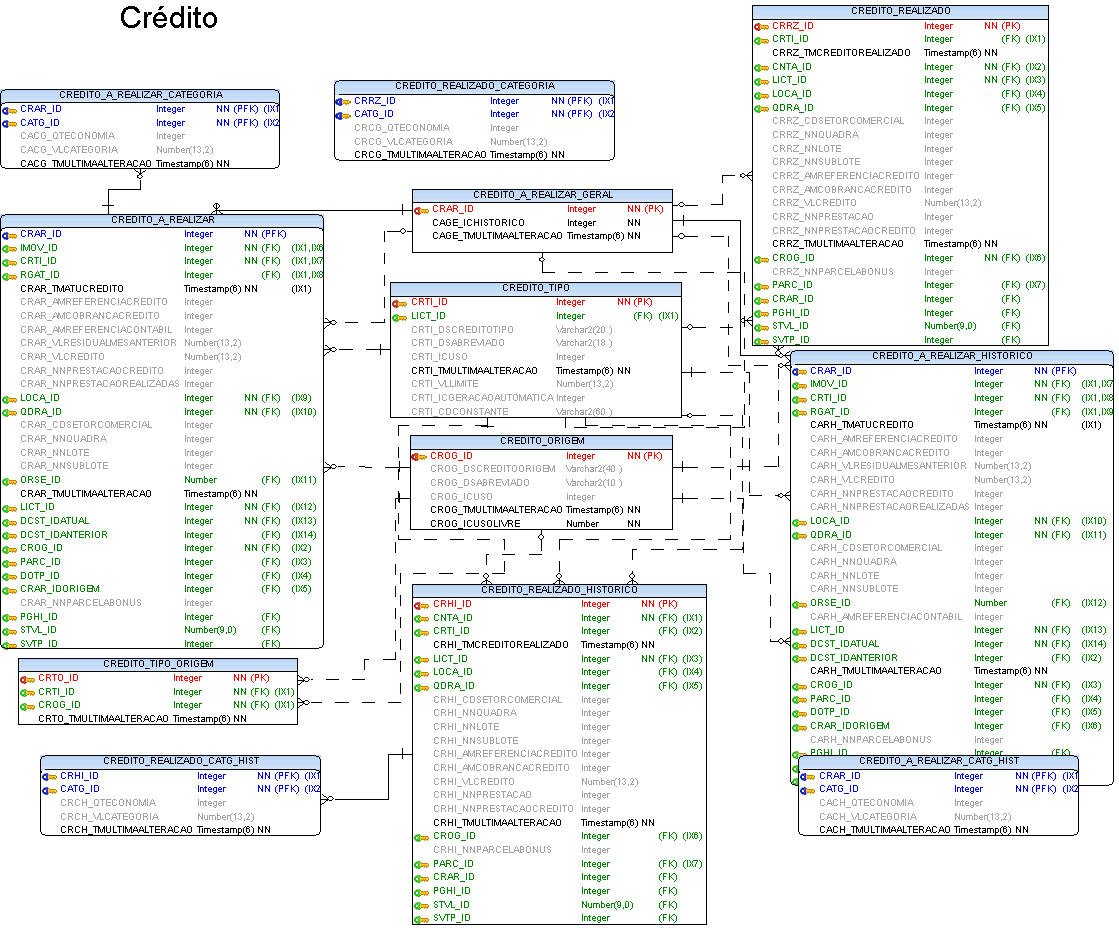 Crédito
CREDITO_REALIZADO
CRRZ_ID Integer NN (PK)
CRTI_ID Integer (FK) (IX1)
CRRZ_TMCREDITOREALIZADO Timestamp(6) NN
CNTA_ID Integer NN (FK) (IX2)
LICT_ID Integer NN (FK) (IX3)
LOCA_ID Integer (FK) (IX4)
QDRA_ID Integer (FK) (IX5)
CRRZ_CDSETORCOMERCIAL Integer
CRRZ_NNQUADRA Integer
CRRZ_NNLOTE Integer
CRRZ_NNSUBLOTE Integer
CRRZ_AMREFERENCIACREDITO Integer
CRRZ_AMCOBRANCACREDITO Integer
CRRZ_VLCREDITO Number(13,2)
CRRZ_NNPRESTACAO Integer
CRRZ_NNPRESTACAOCREDITO Integer
CRRZ_TMULTIMAALTERACAO Timestamp(6) NN
CROG_ID Integer NN (FK) (IX6)
CRRZ_NNPARCELABONUS Integer
PARC_ID Integer (FK) (IX7)
CRAR_ID Integer (FK)
PGHI_ID Integer (FK)
STVL_ID Number(9,0) (FK)
SVTP_ID Integer (FK)
CREDITO_A_REALIZAR_CATEGORIA
CRAR_ID Integer NN (PFK) (IX1
CATG_ID Integer NN (PFK) (IX2
CACG_QTECONOMIA Integer
CACG_VLCATEGORIA Number(13,2)
CACG_TMULTIMAALTERACAO Timestamp(6) NN
CREDITO_REALIZADO_CATEGORIA
CRRZ_ID Integer NN (PFK) (IX1
CATG_ID Integer NN (PFK) (IX2
CRCG_QTECONOMIA Integer
CRCG_VLCATEGORIA Number(13,2)
CRCG_TMULTIMAALTERACAO Timestamp(6) NN
CREDITO_A_REALIZAR_GERAL
CRAR_ID Integer NN (PK)
CAGE_ICHISTORICO Integer NN
CAGE_TMULTIMAALTERACAO Timestamp(6) NN
CREDITO_A_REALIZAR
CRAR_ID Integer NN (PFK)
IMOV_ID Integer NN (FK) (IX1,IX6
CRTI_ID Integer NN (FK) (IX1,IX7
RGAT_ID Integer (FK) (IX1,IX8
CRAR_TMATUCREDITO Timestamp(6) NN (IX1)
CRAR_AMREFERENCIACREDITO Integer
CRAR_AMCOBRANCACREDITO Integer
CRAR_AMREFERENCIACONTABIL Integer
CRAR_VLRESIDUALMESANTERIOR Number(13,2)
CRAR_VLCREDITO Number(13,2)
CRAR_NNPRESTACAOCREDITO Integer
CRAR_NNPRESTACAOREALIZADAS Integer
LOCA_ID Integer NN (FK) (IX9)
QDRA_ID Integer NN (FK) (IX10)
CRAR_CDSETORCOMERCIAL Integer
CRAR_NNQUADRA Integer
CRAR_NNLOTE Integer
CRAR_NNSUBLOTE Integer
ORSE_ID Number (FK) (IX11)
CRAR_TMULTIMAALTERACAO Timestamp(6) NN
LICT_ID Integer NN (FK) (IX12)
DCST_IDATUAL Integer NN (FK) (IX13)
DCST_IDANTERIOR Integer (FK) (IX14)
CROG_ID Integer NN (FK) (IX2)
PARC_ID Integer (FK) (IX3)
DOTP_ID Integer (FK) (IX4)
CRAR_IDORIGEM Integer (FK) (IX5)
CRAR_NNPARCELABONUS Integer
PGHI_ID Integer (FK)
STVL_ID Number(9,0) (FK)
SVTP_ID Integer (FK)
CREDITO_TIPO
CRTI_ID Integer NN (PK)
LICT_ID Integer (FK) (IX1)
CRTI_DSCREDITOTIPO Varchar2(20 )
CRTI_DSABREVIADO Varchar2(18 )
CRTI_ICUSO Integer
CRTI_TMULTIMAALTERACAO Timestamp(6) NN
CRTI_VLLIMITE Number(13,2)
CRTI_ICGERACAOAUTOMATICA Integer
CRTI_CDCONSTANTE Varchar2(60 )
CREDITO_A_REALIZAR_HISTORICO
CRAR_ID Integer NN (PFK)
IMOV_ID Integer NN (FK) (IX1,IX7
CRTI_ID Integer NN (FK) (IX1,IX8
RGAT_ID Integer (FK) (IX1,IX9
CARH_TMATUCREDITO Timestamp(6) NN (IX1)
CARH_AMREFERENCIACREDITO Integer
CARH_AMCOBRANCACREDITO Integer
CARH_VLRESIDUALMESANTERIOR Number(13,2)
CARH_VLCREDITO Number(13,2)
CARH_NNPRESTACAOCREDITO Integer
CARH_NNPRESTACAOREALIZADAS Integer
LOCA_ID Integer NN (FK) (IX10)
QDRA_ID Integer NN (FK) (IX11)
CARH_CDSETORCOMERCIAL Integer
CARH_NNQUADRA Integer
CARH_NNLOTE Integer
CARH_NNSUBLOTE Integer
ORSE_ID Number (FK) (IX12)
CARH_AMREFERENCIACONTABIL Integer
LICT_ID Integer NN (FK) (IX13)
DCST_IDATUAL Integer NN (FK) (IX14)
DCST_IDANTERIOR Integer (FK) (IX2)
CARH_TMULTIMAALTERACAO Timestamp(6) NN
CROG_ID Integer NN (FK) (IX3)
PARC_ID Integer (FK) (IX4)
DOTP_ID Integer (FK) (IX5)
CRAR_IDORIGEM Integer (FK) (IX6)
CARH_NNPARCELABONUS Integer
PGHI_ID Integer (FK)
CREDITO_ORIGEM
CROG_ID Integer NN (PK)
CROG_DSCREDITOORIGEM Varchar2(40 )
CROG_DSABREVIADO Varchar2(10 )
CROG_ICUSO Integer
CROG_TMULTIMAALTERACAO Timestamp(6) NN
CROG_ICUSOLIVRE Number NN
CREDITO_REALIZADO_HISTORICO
CRHI_ID Integer NN (PK)
CNTA_ID Integer NN (FK) (IX1)
CRTI_ID Integer (FK) (IX2)
CRHI_TMCREDITOREALIZADO Timestamp(6) NN
LICT_ID Integer NN (FK) (IX3)
LOCA_ID Integer (FK) (IX4)
QDRA_ID Integer (FK) (IX5)
CRHI_CDSETORCOMERCIAL Integer
CRHI_NNQUADRA Integer
CRHI_NNLOTE Integer
CRHI_NNSUBLOTE Integer
CRHI_AMREFERENCIACREDITO Integer
CRHI_AMCOBRANCACREDITO Integer
CRHI_VLCREDITO Number(13,2)
CRHI_NNPRESTACAO Integer
CRHI_NNPRESTACAOCREDITO Integer
CRHI_TMULTIMAALTERACAO Timestamp(6) NN
CROG_ID Integer (FK) (IX6)
CRHI_NNPARCELABONUS Integer
PARC_ID Integer (FK) (IX7)
CRAR_ID Integer (FK)
PGHI_ID Integer (FK)
STVL_ID Number(9,0) (FK)
SVTP_ID Integer (FK)
CREDITO_TIPO_ORIGEM
CRTO_ID Integer NN (PK)
CRTI_ID Integer NN (FK) (IX1)
CROG_ID Integer NN (FK) (IX1)
CRTO_TMULTIMAALTERACAO Timestamp(6) NN
CREDITO_REALIZADO_CATG_HIST
CRHI_ID Integer NN (PFK) (IX1
CATG_ID Integer NN (PFK) (IX2
CRCH_QTECONOMIA Integer
CRCH_VLCATEGORIA Number(13,2)
CRCH_TMULTIMAALTERACAO Timestamp(6) NN
CREDITO_A_REALIZAR_CATG_HIST
CRAR_ID Integer NN (PFK) (IX1
CATG_ID Integer NN (PFK) (IX2
CACH_QTECONOMIA Integer
CACH_VLCATEGORIA Number(13,2)
CACH_TMULTIMAALTERACAO Timestamp(6) NN